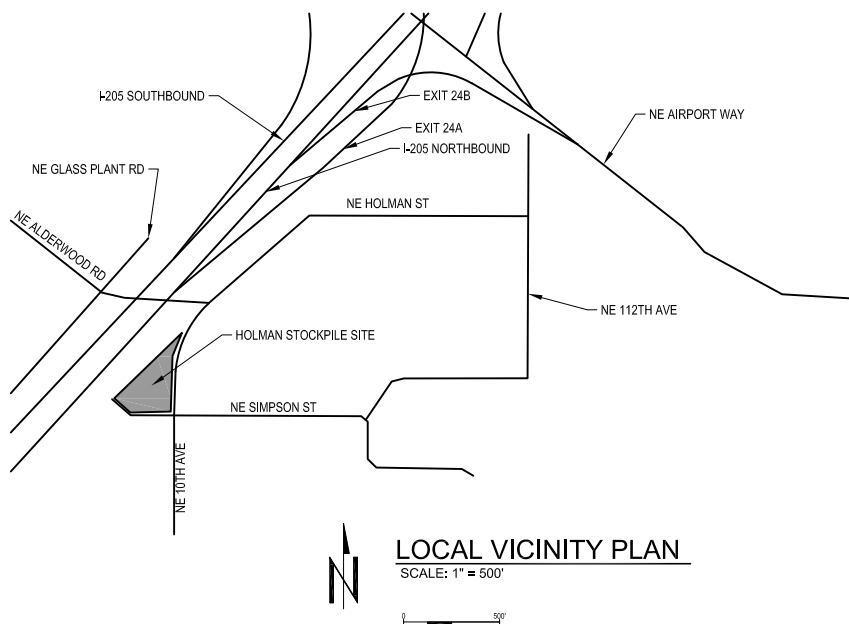 I-205 SOUTHBOUND
EXIT 24B
EXIT 24A
NE AIRPORT WAY
I-205 NORTHBOUND
NE GLASS PLANT RD
NE HOLMAN ST
NE ALDERWOOD RD
NE 112TH AVE
HOLMAN STOCKPILE SITE
NE SIMPSON ST
NE 10TH AVE
N
LOCAL VICINITY PLAN
SCALE: 1" = 500'
0 500'